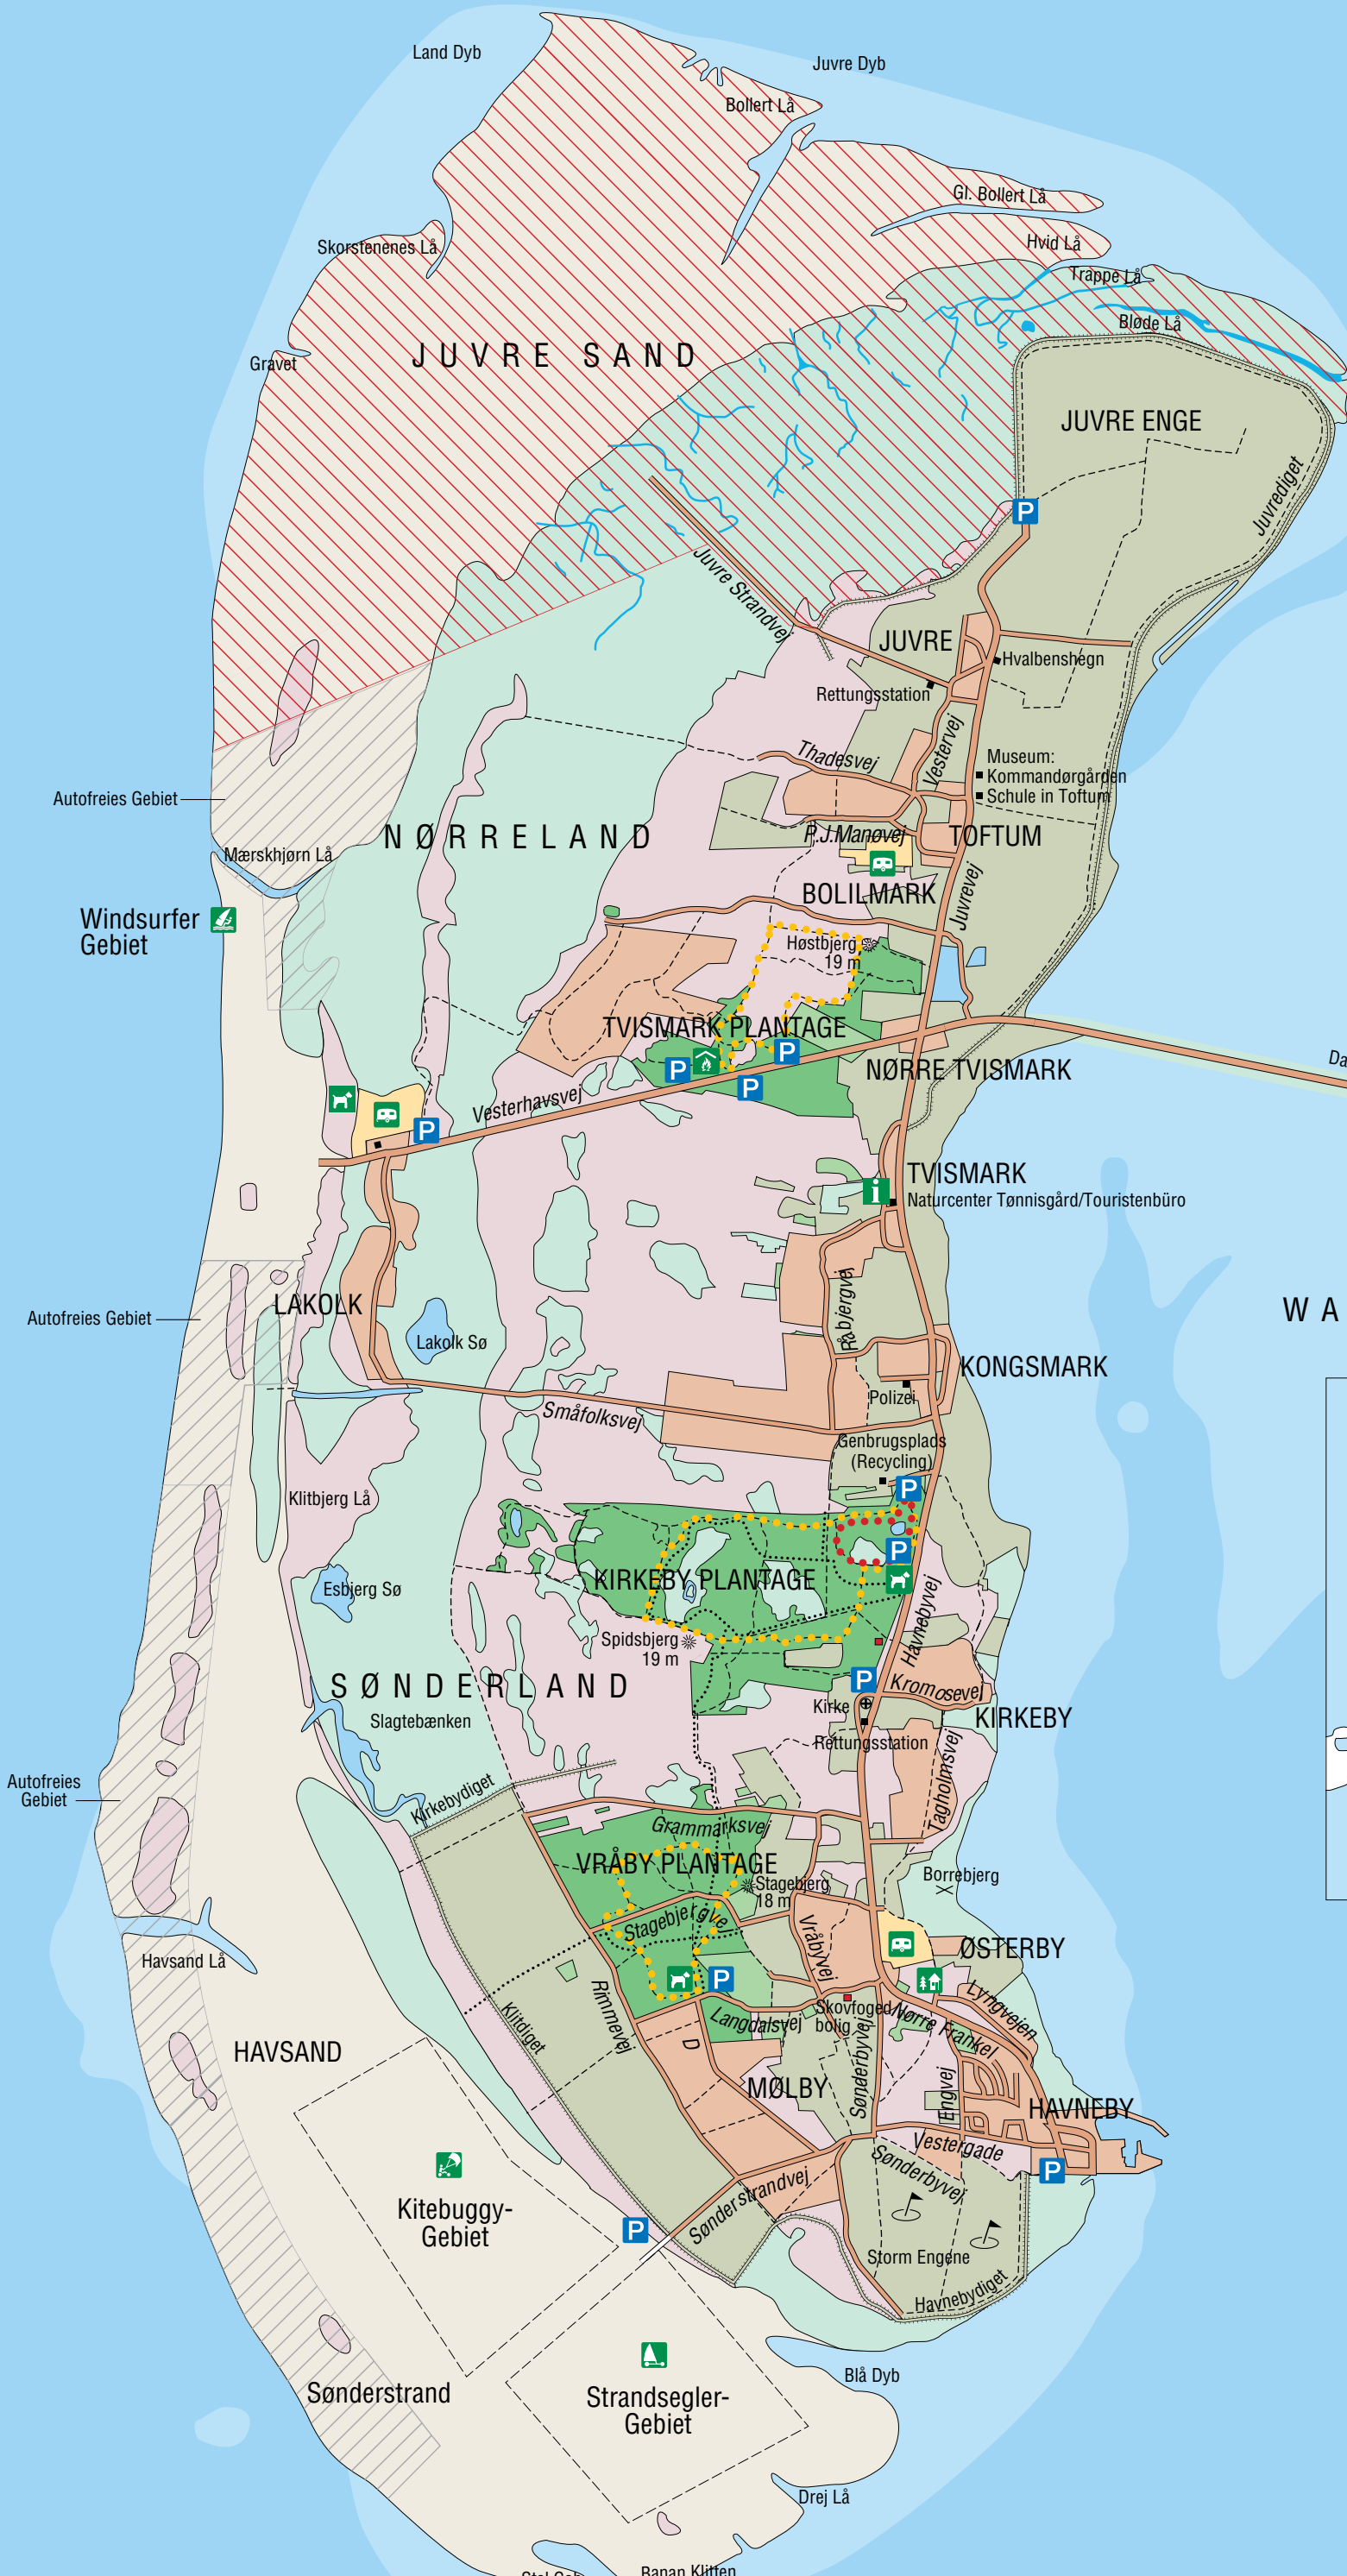 Land Dyb
Juvre Dyb
Bollert Lå
Gl. Bollert Lå
Skorstenenes Lå
Hvid Lå
Trappe Lå
Bløde Lå
Gravet
JUVRE SAND
JUVRE ENGE
Juvrediget
P
Juvre Strandvej
JUVRE
Hvalbenshegn
Rettungsstation
Vestervej
Thadesvej
Museum:
Kommandørgården
Schule in Toftum
Autofreies Gebiet
NØRRELAND
P.J.Manøvej
TOFTUM
Mærskhjørn Lå
BOLILMARK
Juvrevej
Windsurfer
Gebiet
Høstbjerg
19 m
TVISMARK PLANTAGE
P
P
P
NØRRE TVISMARK
Da
Vesterhavsvej
P
TVISMARK
i
Naturcenter Tønnisgård/Touristenbüro
Råbjergvej
WA
LAKOLK
Autofreies Gebiet
Lakolk Sø
KONGSMARK
Polizei
Småfolksvej
Genbrugsplads
(Recycling)
P
Klitbjerg Lå
P
KIRKEBY PLANTAGE
Esbjerg Sø
Havnebyvej
Spidsbjerg
19 m
SØNDERLAND
P
Kromosevej
Kirke
Slagtebænken
KIRKEBY
Rettungsstation
Tagholmsvej
Autofreies
Gebiet
Kirkebydiget
Grammarksvej
VRÅBY PLANTAGE
Stagebjerg
18 m
Borrebjerg
Stagebjergvej
Vråbyvej
ØSTERBY
Havsand Lå
P
Rimmevej
Klitdiget
Lyngvejen
Langdalsvej
Skovfoged
bolig
Nørre Frankel
D
HAVSAND
Sønderbyvej
Engvej
MØLBY
HAVNEBY
Vestergade
Sønderbyvej
P
Sønderstrandvej
Kitebuggy-
Gebiet
P
Storm Engene
Havnebydiget
Blå Dyb
Sønderstrand
Strandsegler-
Gebiet
Drej Lå
Banan Klitten